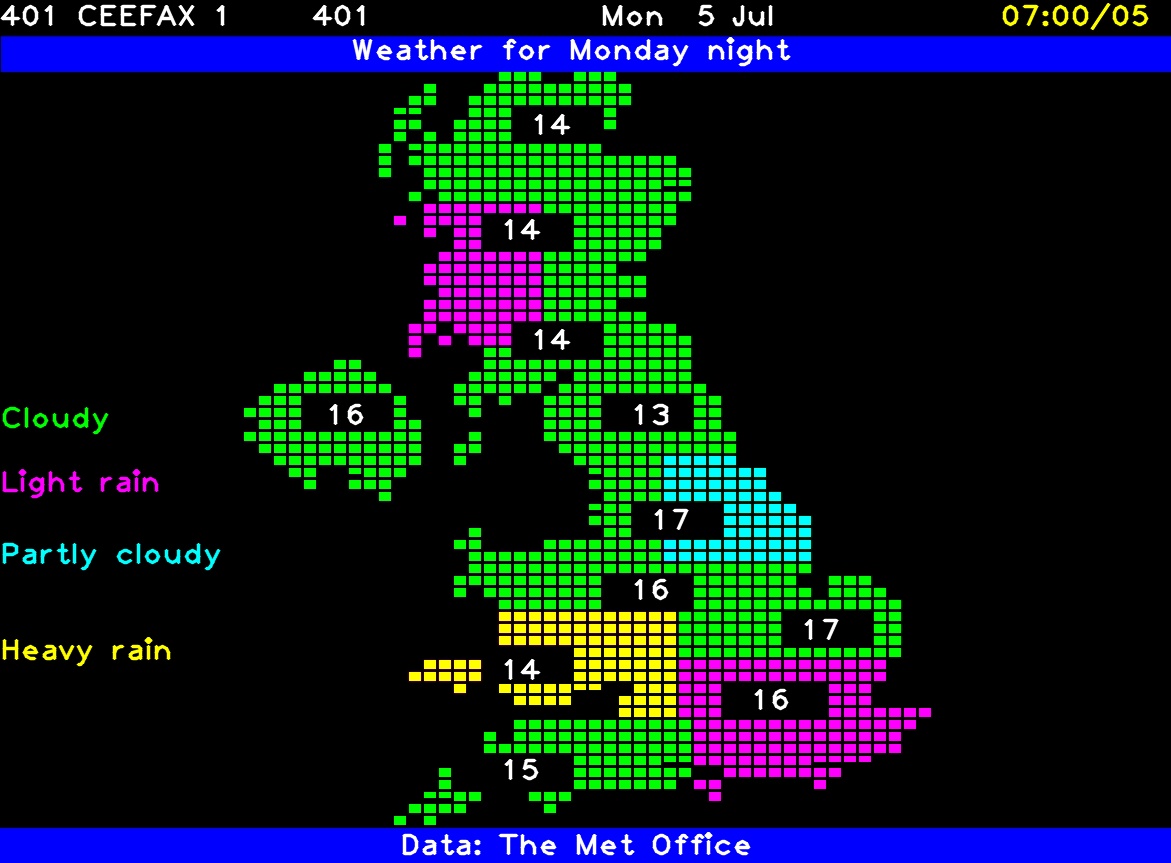 401 CEEFAX 1 401 Mon 5 Jul 07:00/05
Weather for Monday night
14
14
14
16
13
Cloudy
Light rain
17
Partly cloudy
16
17
Heavy rain
14
16
15
Data: The Met Office